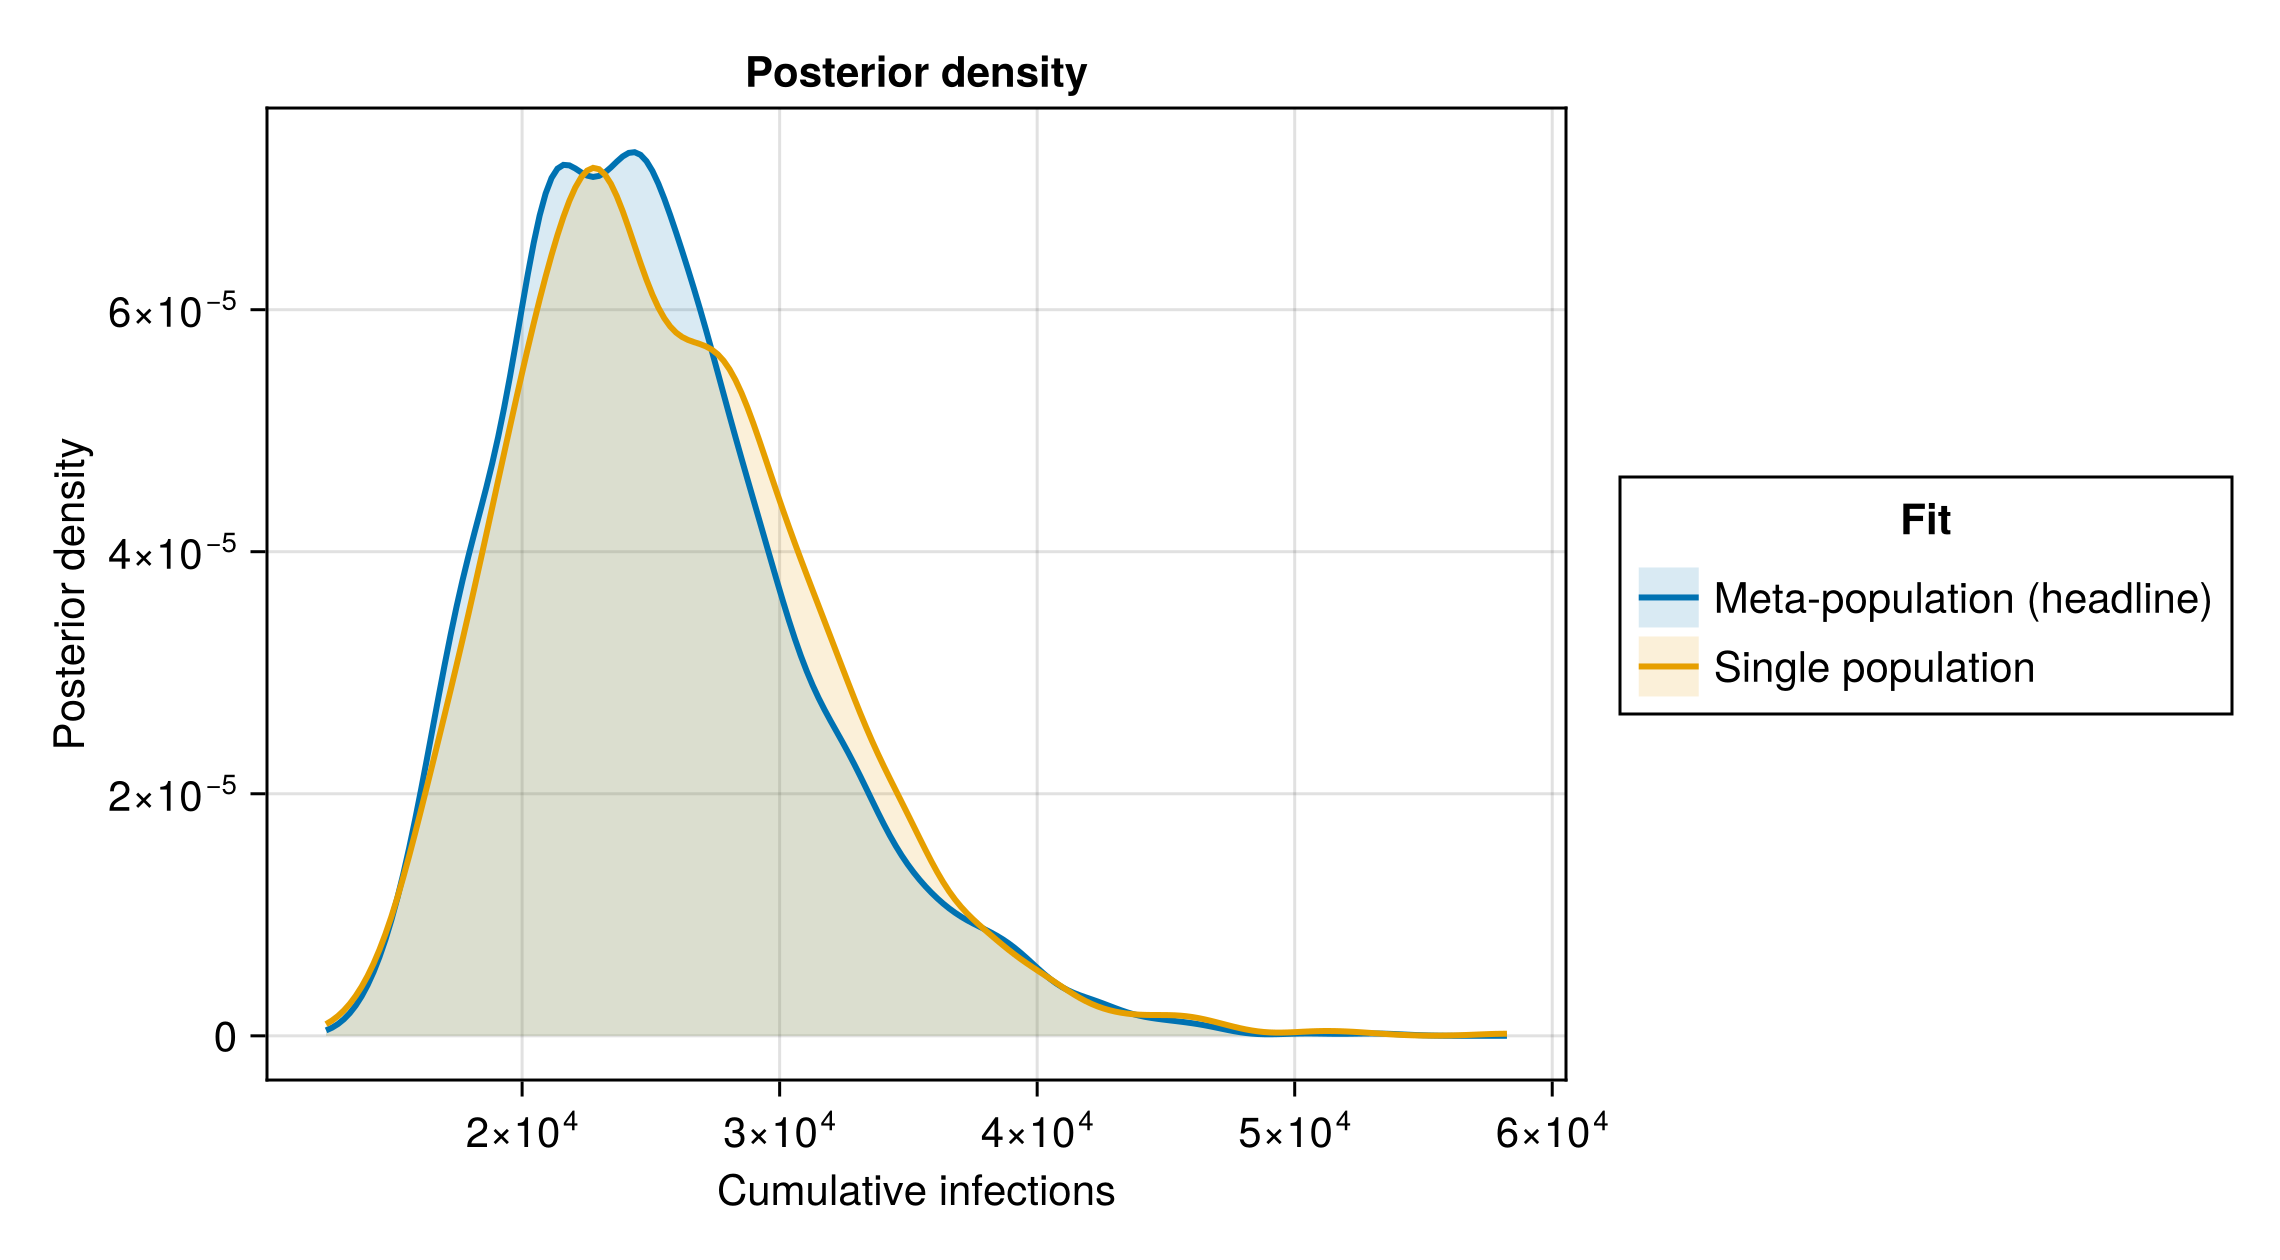 Posterior density
Posterior density
6×10⁻⁵
4×10⁻⁵
2×10⁻⁵
0
2×10⁴
3×10⁴
4×10⁴
5×10⁴
6×10⁴
Cumulative infections
Fit
Meta-population (headline)
Single population